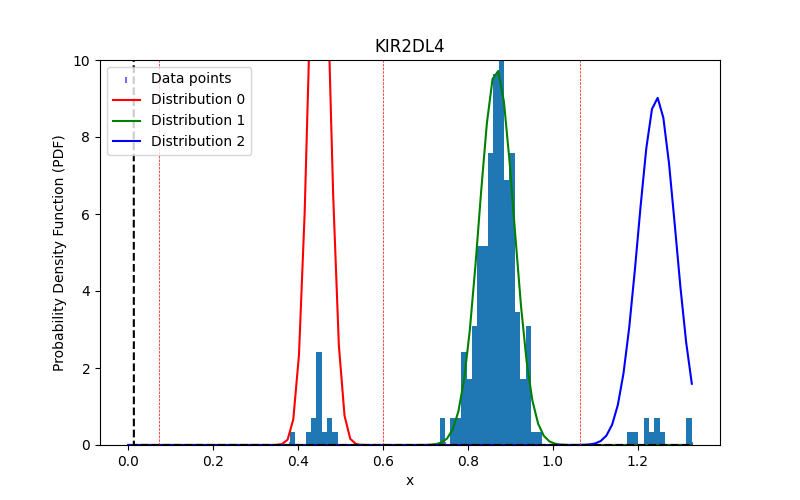 KIR2DL4
Probability Density Function (PDF)
10
8
6
4
2
0
Data points
Distribution 0
Distribution 1
Distribution 2
0.0 0.2 0.4 0.6 0.8 1.0 1.2
x